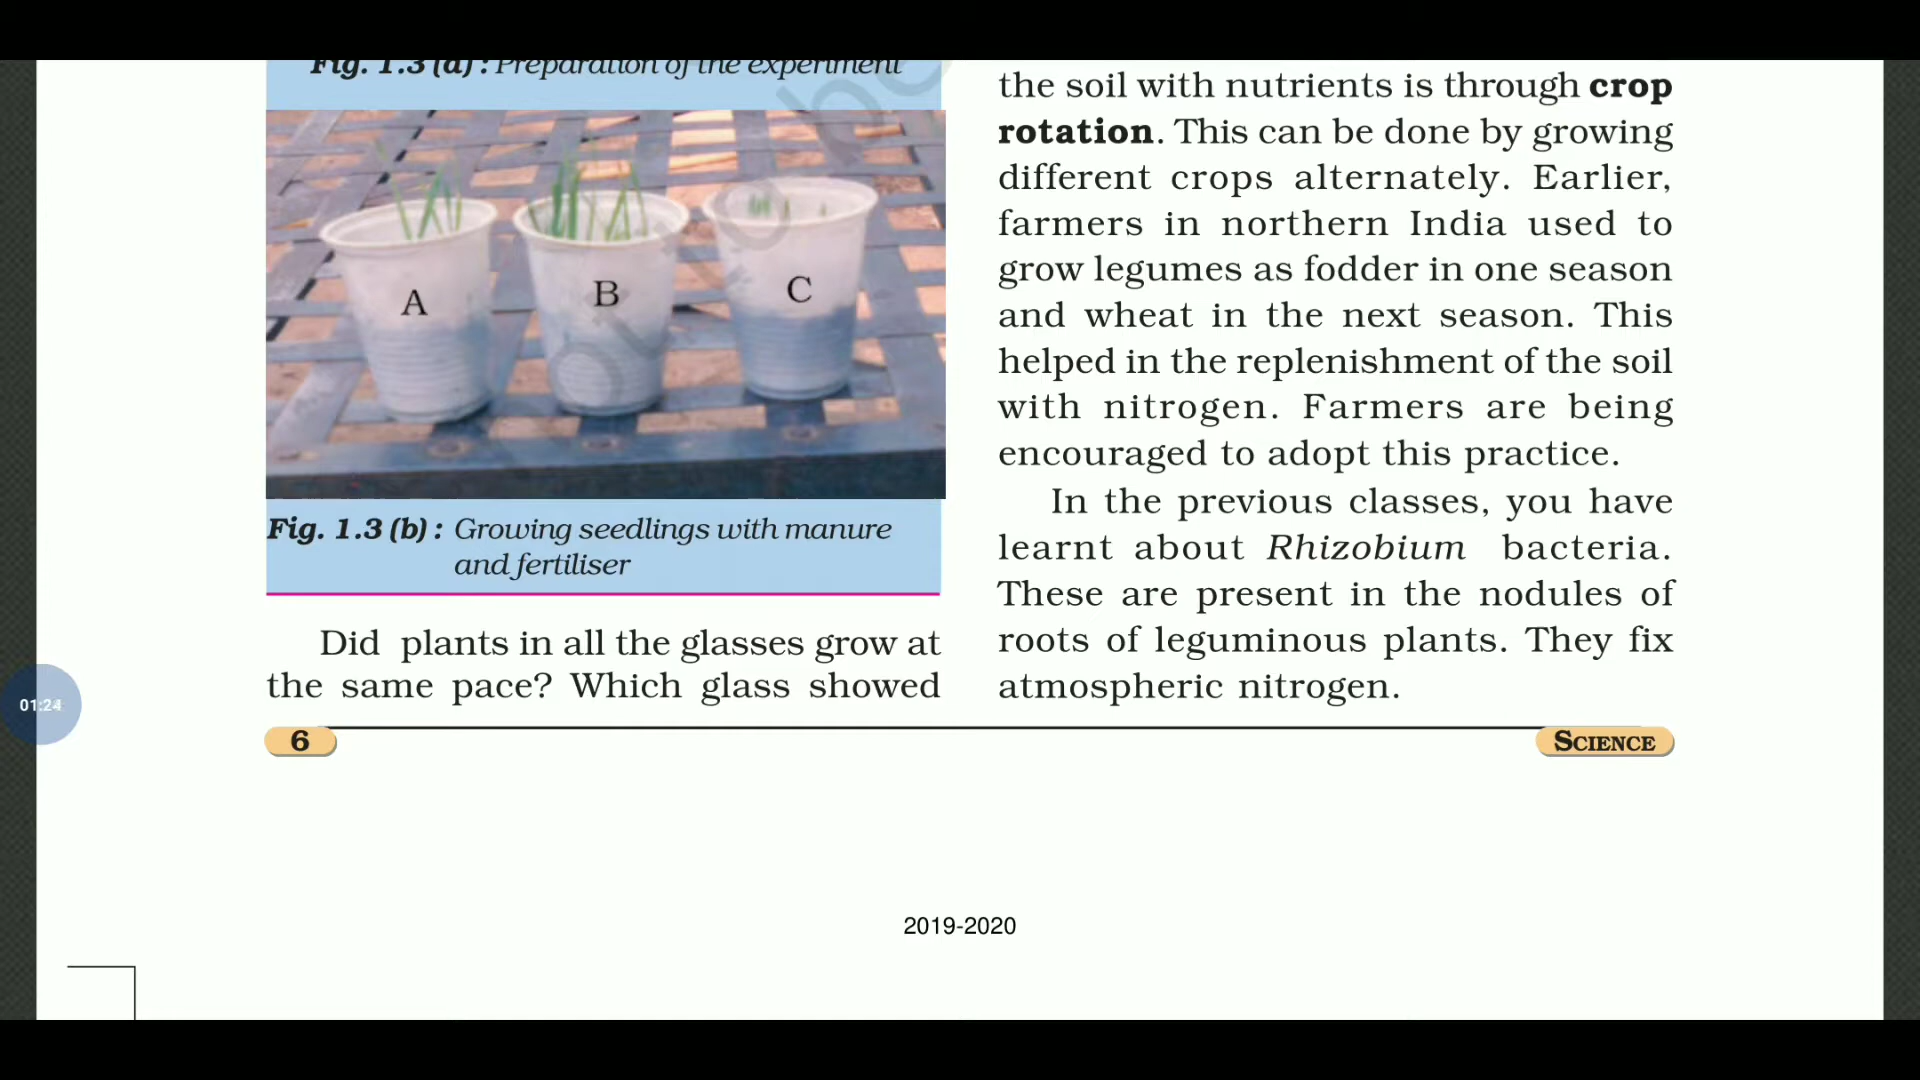 Fig. 1.3 (a) : Preparation of the experiment
A
B
C
Fig. 1.3 (b) : Growing seedlings with manure
and fertiliser
Did plants in all the glasses grow at
the same pace? Which glass showed
the soil with nutrients is through crop
rotation. This can be done by growing
different crops alternately. Earlier,
farmers in northern India used to
grow legumes as fodder in one season
and wheat in the next season. This
helped in the replenishment of the soil
with nitrogen. Farmers are being
encouraged to adopt this practice.
In the previous classes, you have
learnt about Rhizobium bacteria.
These are present in the nodules of
roots of leguminous plants. They fix
atmospheric nitrogen.
01:24
6
SCIENCE
2019-2020